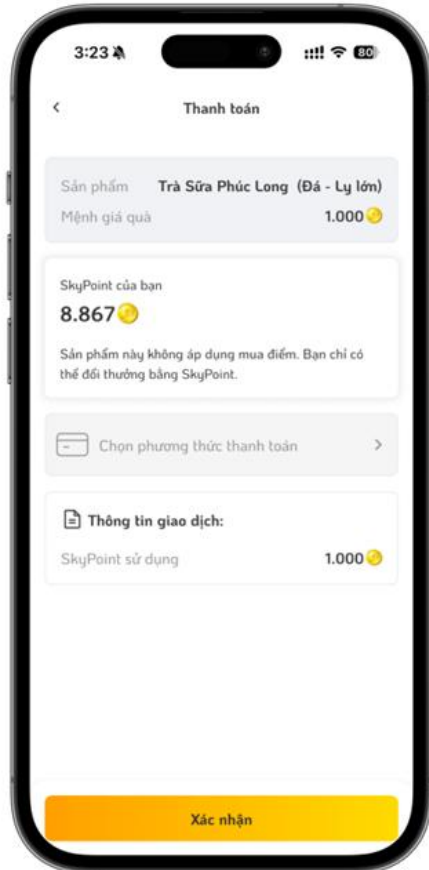 3:23
80
Thanh toán
Sản phẩm Trà Sữa Phúc Long (Đá - Ly lớn)
Mệnh giá quà 1.000
SkyPoint của bạn
8.867
Sản phẩm này không áp dụng mua điểm. Bạn chỉ có
thể đổi thưởng bằng SkyPoint.
Chọn phương thức thanh toán
Thông tin giao dịch:
SkyPoint sử dụng 1.000
Xác nhận